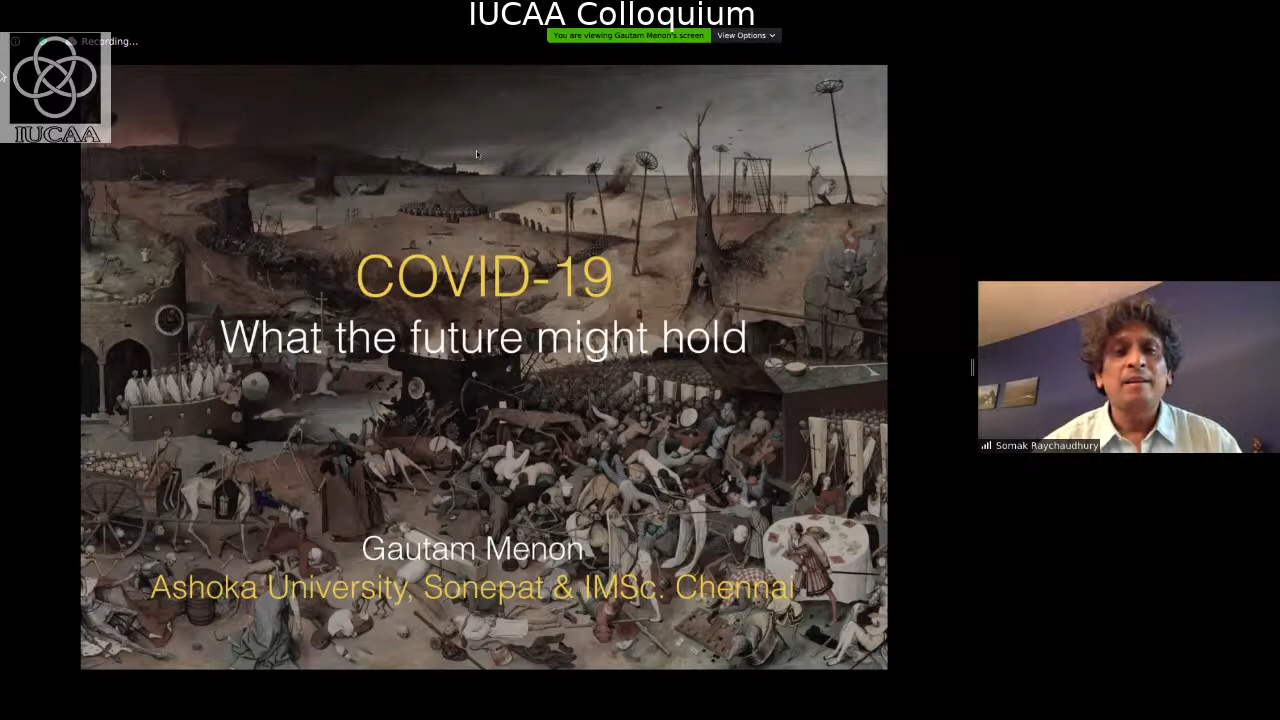 IUCAA Colloquium
You are viewing Gautam Menon's screen View Options
Recording...
IUCAA
COVID-19
What the future might hold
Somak Raychaudhury
Gautam Menon
Ashoka University, Sonepat & IMSc. Chennai